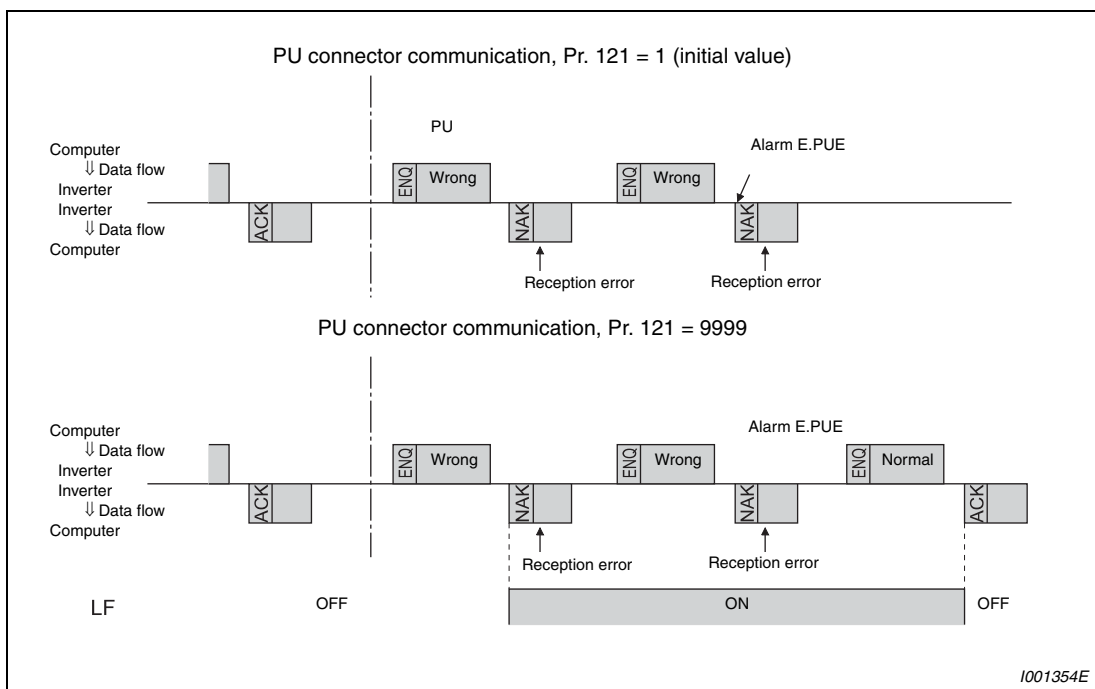 PU connector communication, Pr. 121 = 1 (initial value)
PU
Alarm E.PUE
Computer
⇓ Data flow
Inverter
Inverter
⇓ Data flow
Computer
ENQ
Wrong
ENQ
Wrong
ACK
NAK
NAK
Reception error
Reception error
PU connector communication, Pr. 121 = 9999
Alarm E.PUE
Computer
⇓ Data flow
Inverter
Inverter
⇓ Data flow
Computer
ENQ
Wrong
ENQ
Wrong
ENQ
Normal
ACK
NAK
NAK
ACK
Reception error
Reception error
LF
OFF
ON
OFF
I001354E